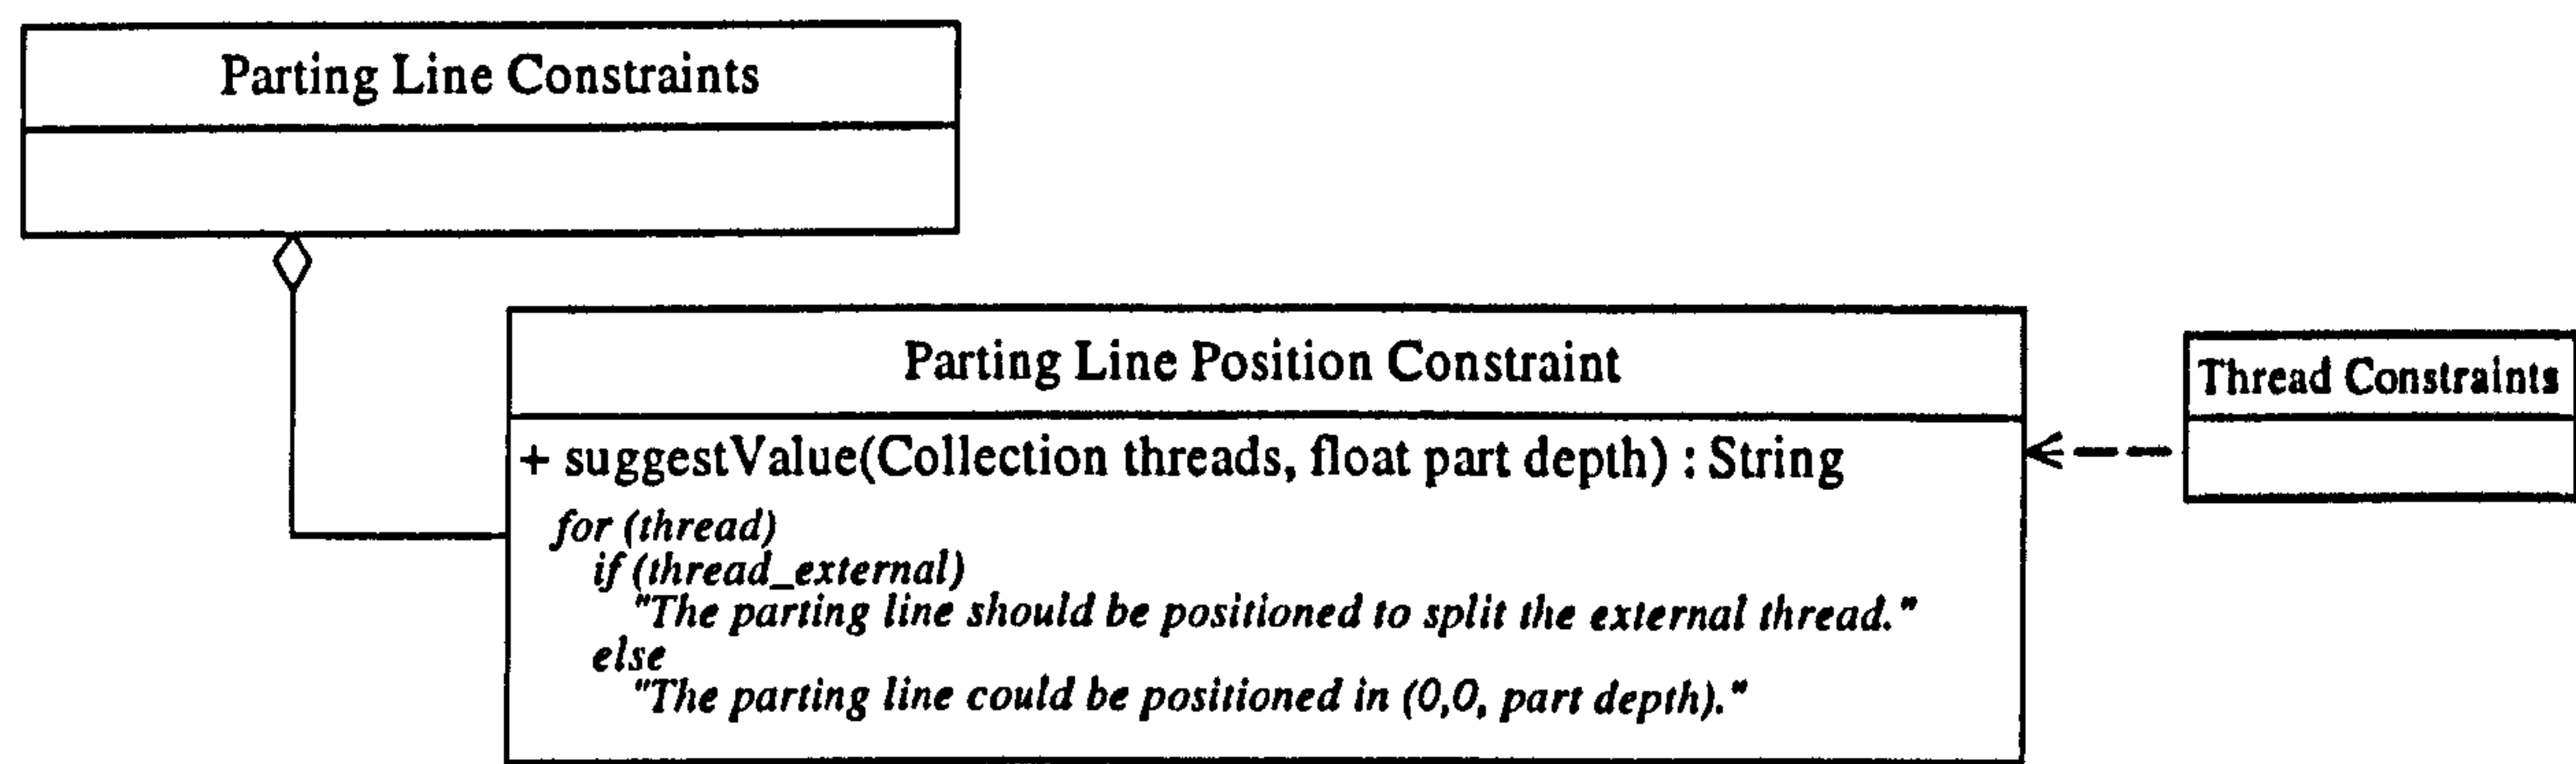 Parting Line Constraints
Parting Line Position Constraint
Thread Constraints
+ suggestValue(Collection threads, float part depth) : String
for (thread)
if (thread_external)
"The parting line should be positioned to split the external thread."
else
"The parting line could be positioned in (0,0, part depth)."